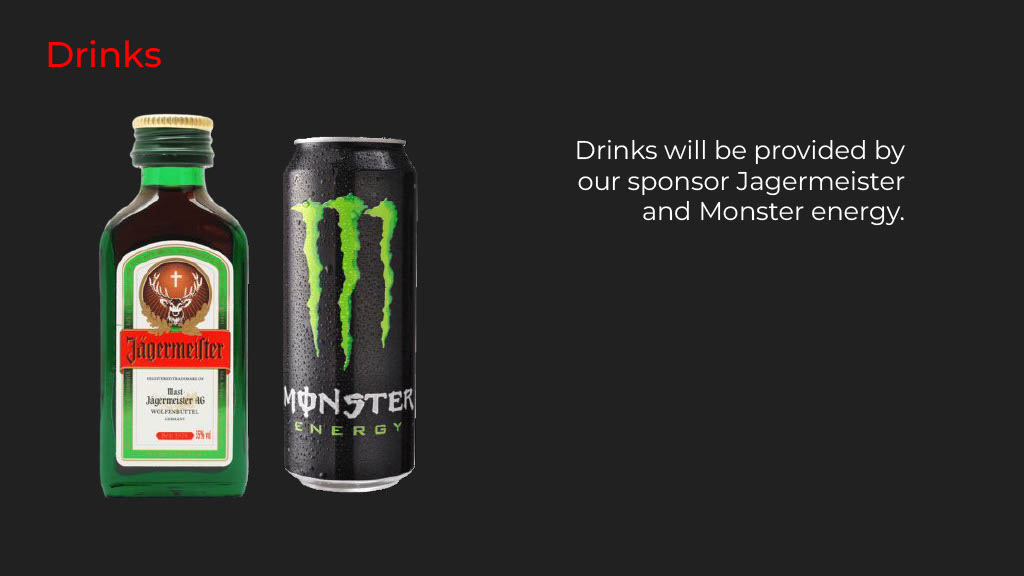 Drinks
Drinks will be provided by
our sponsor Jagermeister
and Monster energy.
Jägermeister
Mast-
Jägermeister AG
WOLFENBÜTTEL
GERMANY
35% vol
MONSTER
ENERGY